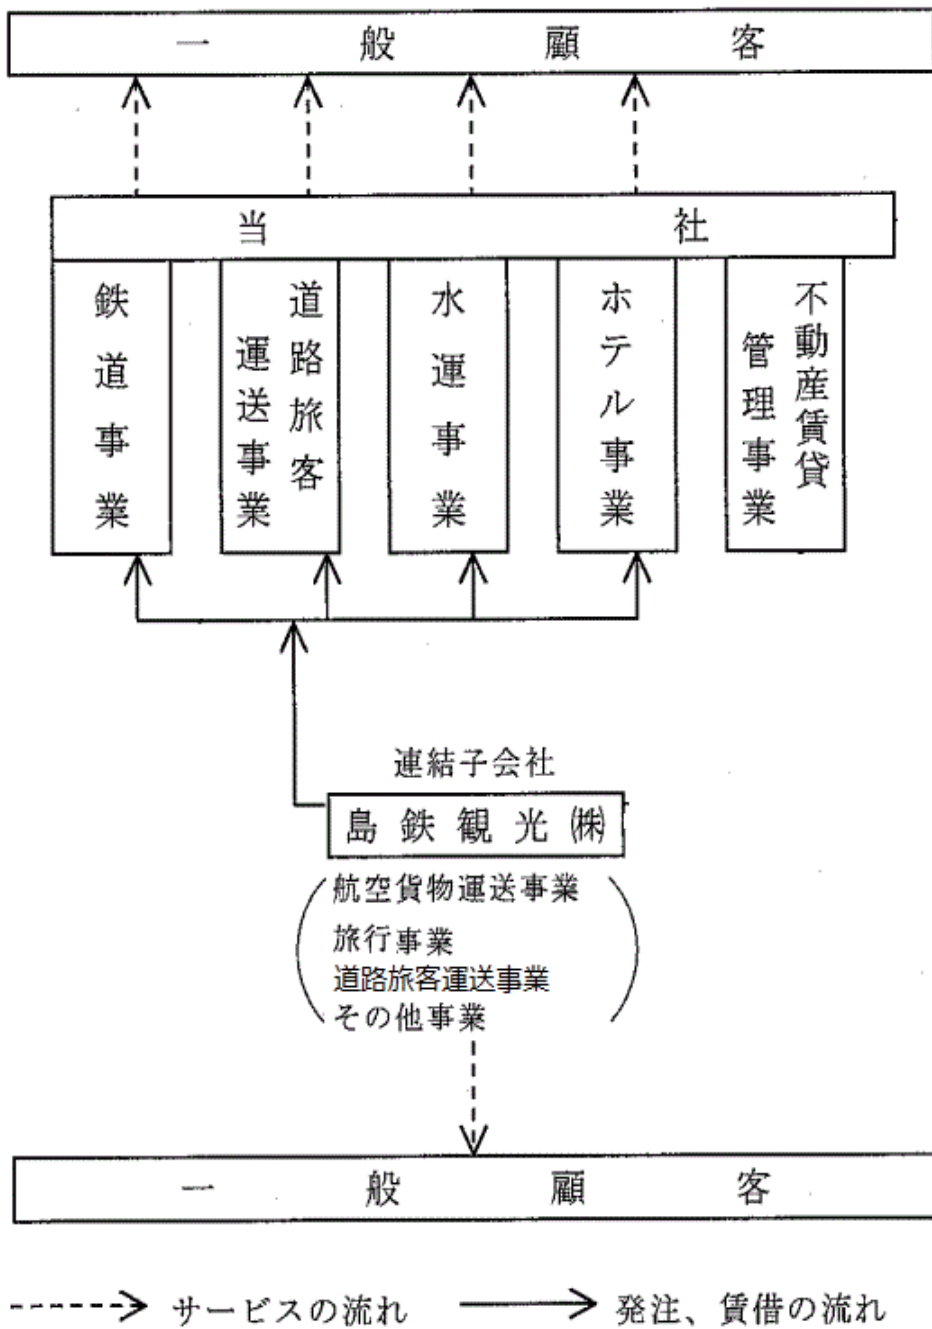 一般顧客
当社
鉄道事業
道路旅客
運送事業
水運事業
ホテル事業
不動産賃貸
管理事業
連結子会社
島鉄観光㈱
航空貨物運送事業
旅行事業
道路旅客運送事業
その他事業
一般顧客
サービスの流れ
発注、賃借の流れ